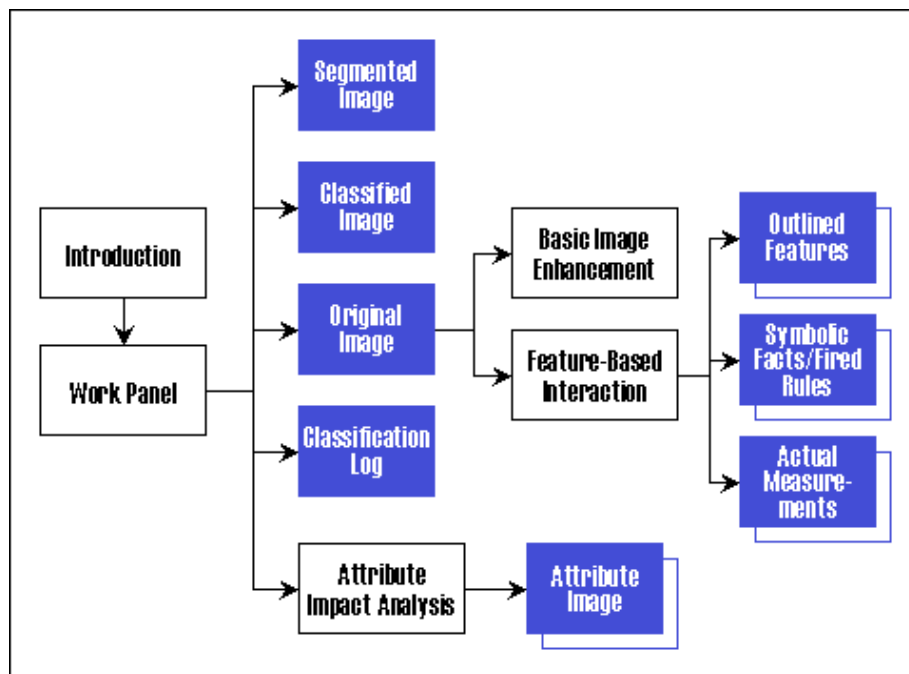 Segmented
Image
Classified
Image
Introduction
Basic Image
Enhancement
Outlined
Features
Original
Image
Work Panel
Feature-Based
Interaction
Symbolic
Facts/Fired
Rules
Classification
Log
Actual
Measure-
ments
Attribute
Impact Analysis
Attribute
Image